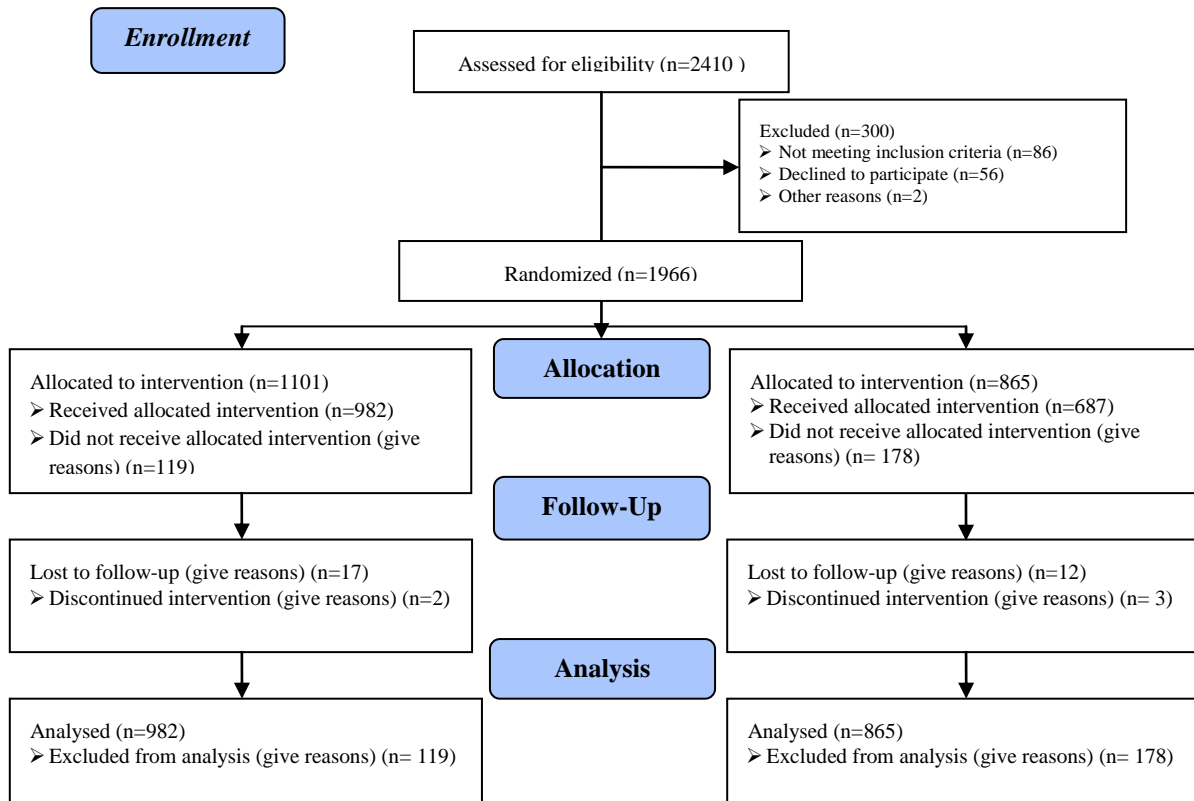 Enrollment
Assessed for eligibility (n=2410 )
Excluded (n=300)
➢ Not meeting inclusion criteria (n=86)
➢ Declined to participate (n=56)
➢ Other reasons (n=2)
Randomized (n=1966)
Allocation
Allocated to intervention (n=1101)
➢ Received allocated intervention (n=982)
➢ Did not receive allocated intervention (give
reasons) (n=119)
Allocated to intervention (n=865)
➢ Received allocated intervention (n=687)
➢ Did not receive allocated intervention (give
reasons) (n= 178)
Follow-Up
Lost to follow-up (give reasons) (n=17)
➢ Discontinued intervention (give reasons) (n=2)
Lost to follow-up (give reasons) (n=12)
➢ Discontinued intervention (give reasons) (n= 3)
Analysis
Analysed (n=982)
➢ Excluded from analysis (give reasons) (n= 119)
Analysed (n=865)
➢ Excluded from analysis (give reasons) (n= 178)